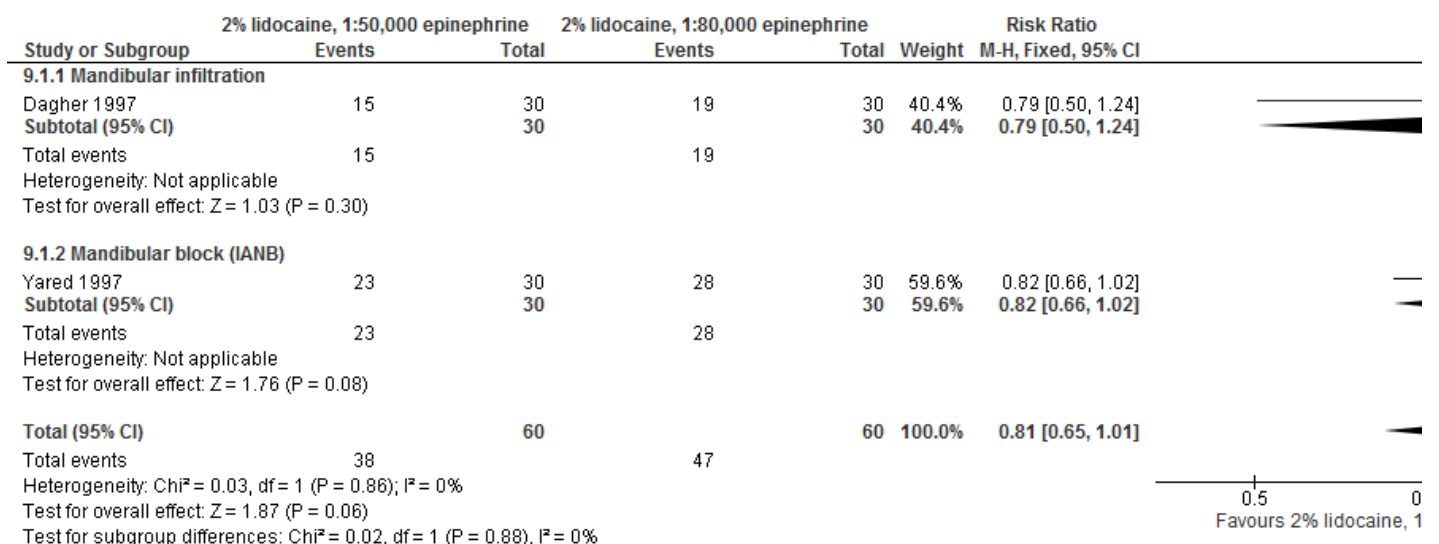 2% lidocaine, 1:50,000 epinephrine 2% lidocaine, 1:80,000 epinephrine Risk Ratio
Study or Subgroup Events Total Events Total Weight M-H, Fixed, 95% CI
9.1.1 Mandibular infiltration
Dagher 1997 15 30 19 30 40.4% 0.79 [0.50, 1.24]
Subtotal (95% CI) 30 30 40.4% 0.79 [0.50, 1.24]
Total events 15 19
Heterogeneity: Not applicable
Test for overall effect: Z = 1.03 (P = 0.30)
9.1.2 Mandibular block (IANB)
Yared 1997 23 30 28 30 59.6% 0.82 [0.66, 1.02]
Subtotal (95% CI) 30 30 59.6% 0.82 [0.66, 1.02]
Total events 23 28
Heterogeneity: Not applicable
Test for overall effect: Z = 1.76 (P = 0.08)
Total (95% CI) 60 60 100.0% 0.81 [0.65, 1.01]
Total events 38 47
Heterogeneity: Chi² = 0.03, df = 1 (P = 0.86); I² = 0%
Test for overall effect: Z = 1.87 (P = 0.06)
Test for subgroup differences: Chi² = 0.02, df = 1 (P = 0.88), I² = 0%
0.5 0
Favours 2% lidocaine, 1